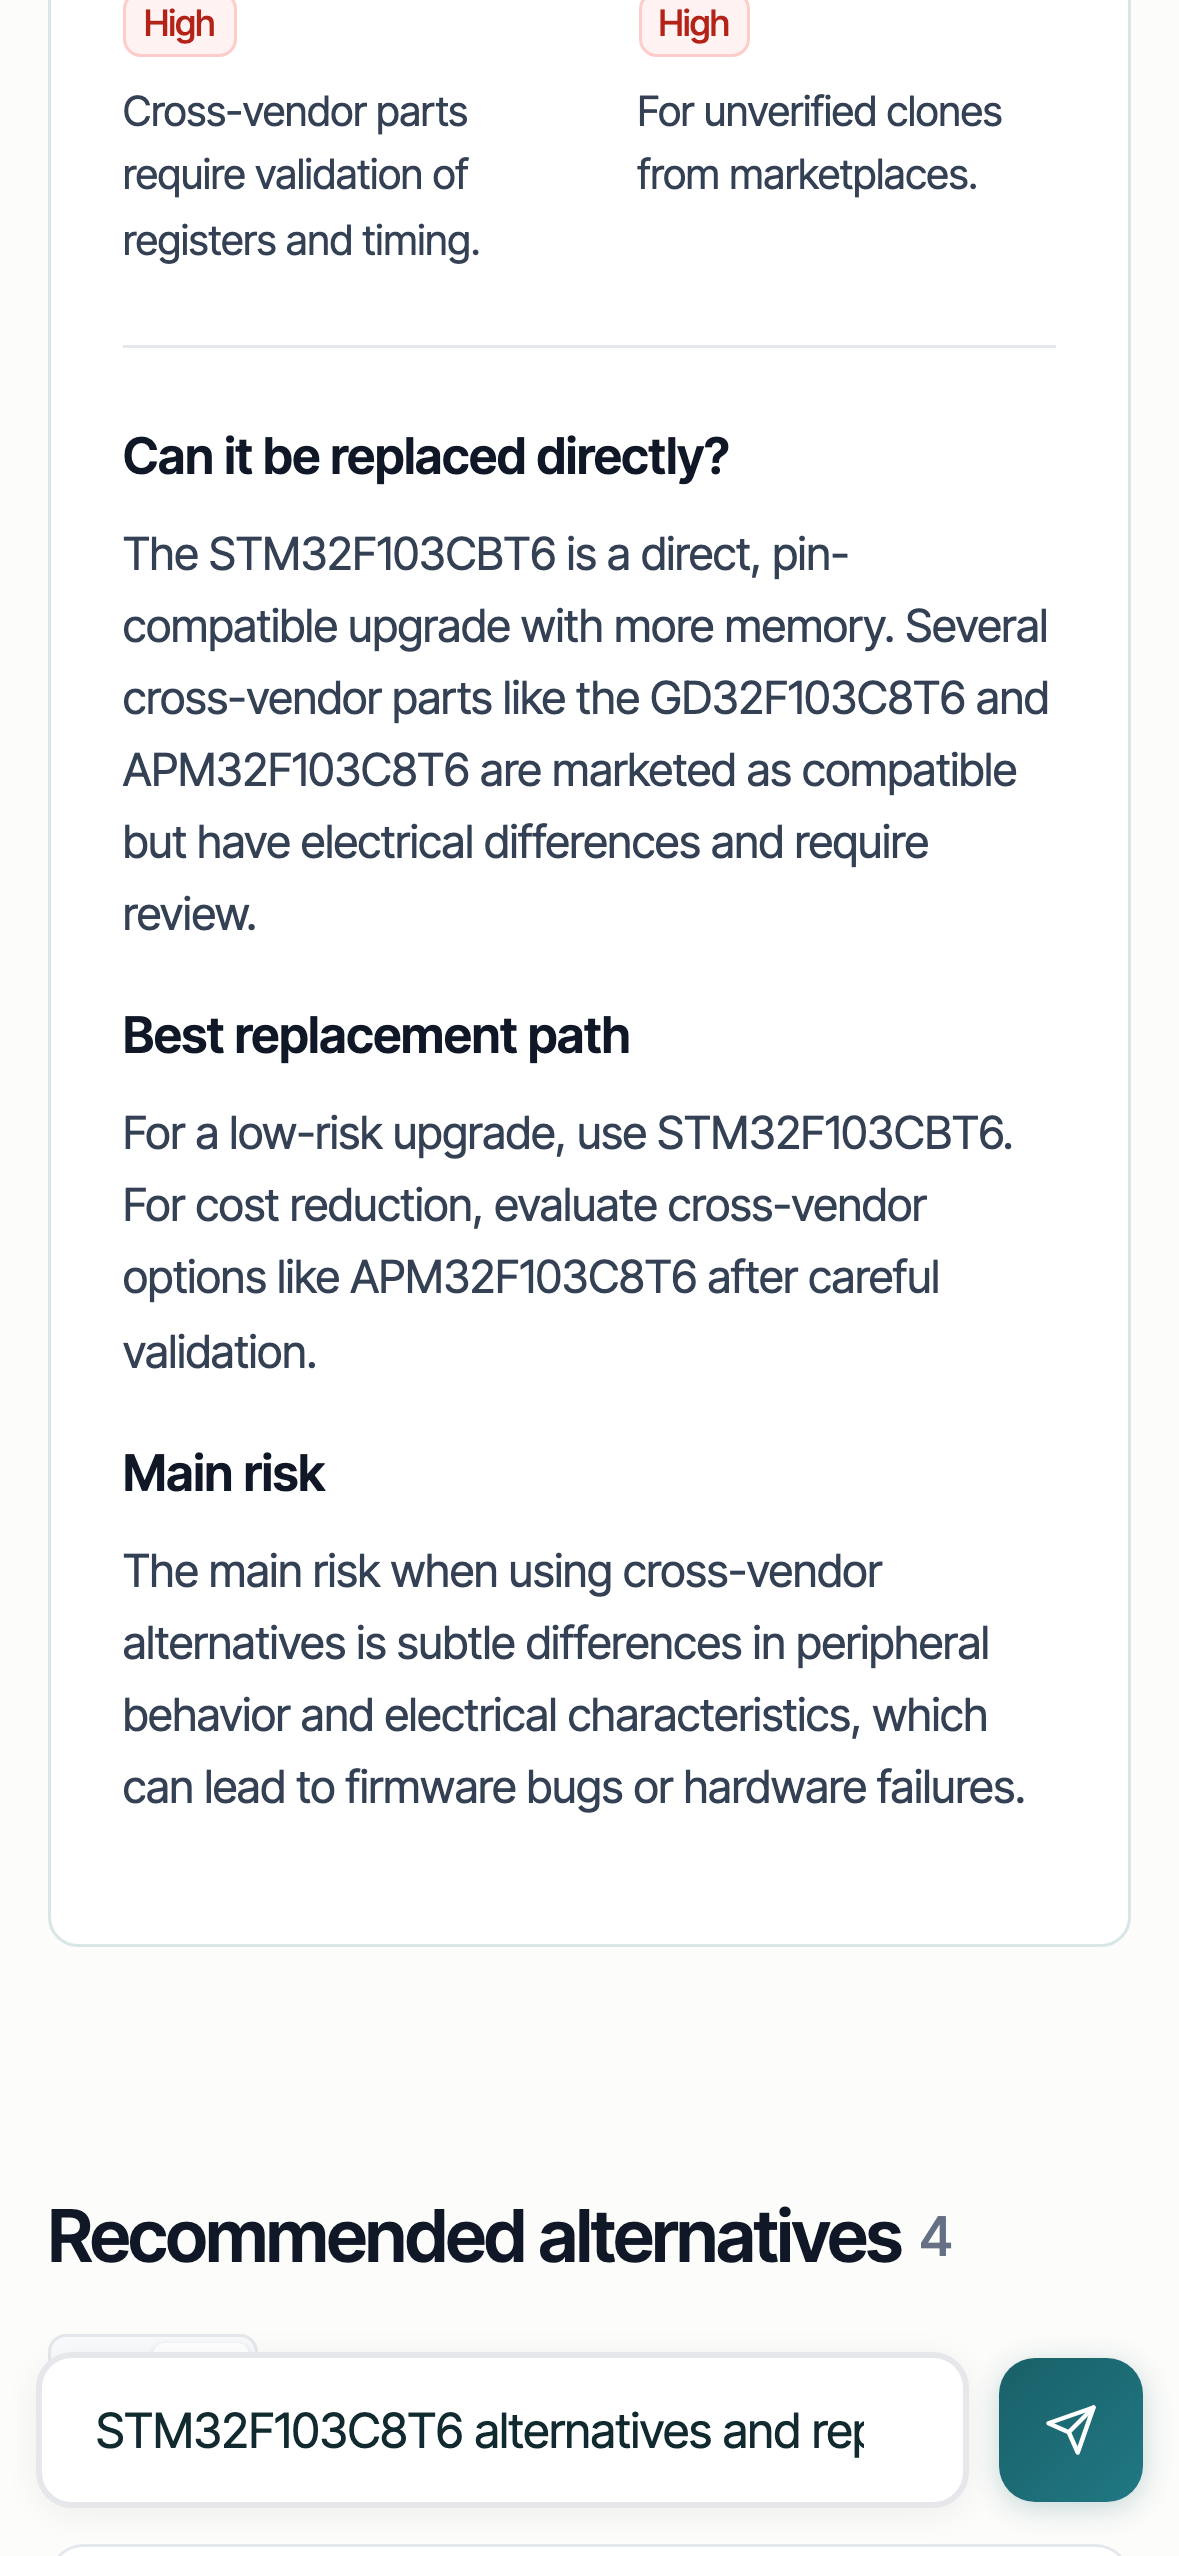 High
Cross-vendor parts
require validation of
registers and timing.
High
For unverified clones
from marketplaces.
Can it be replaced directly?
The STM32F103CBT6 is a direct, pin-
compatible upgrade with more memory. Several
cross-vendor parts like the GD32F103C8T6 and
APM32F103C8T6 are marketed as compatible
but have electrical differences and require
review.
Best replacement path
For a low-risk upgrade, use STM32F103CBT6.
For cost reduction, evaluate cross-vendor
options like APM32F103C8T6 after careful
validation.
Main risk
The main risk when using cross-vendor
alternatives is subtle differences in peripheral
behavior and electrical characteristics, which
can lead to firmware bugs or hardware failures.
Recommended alternatives 4
STM32F103C8T6 alternatives and rep